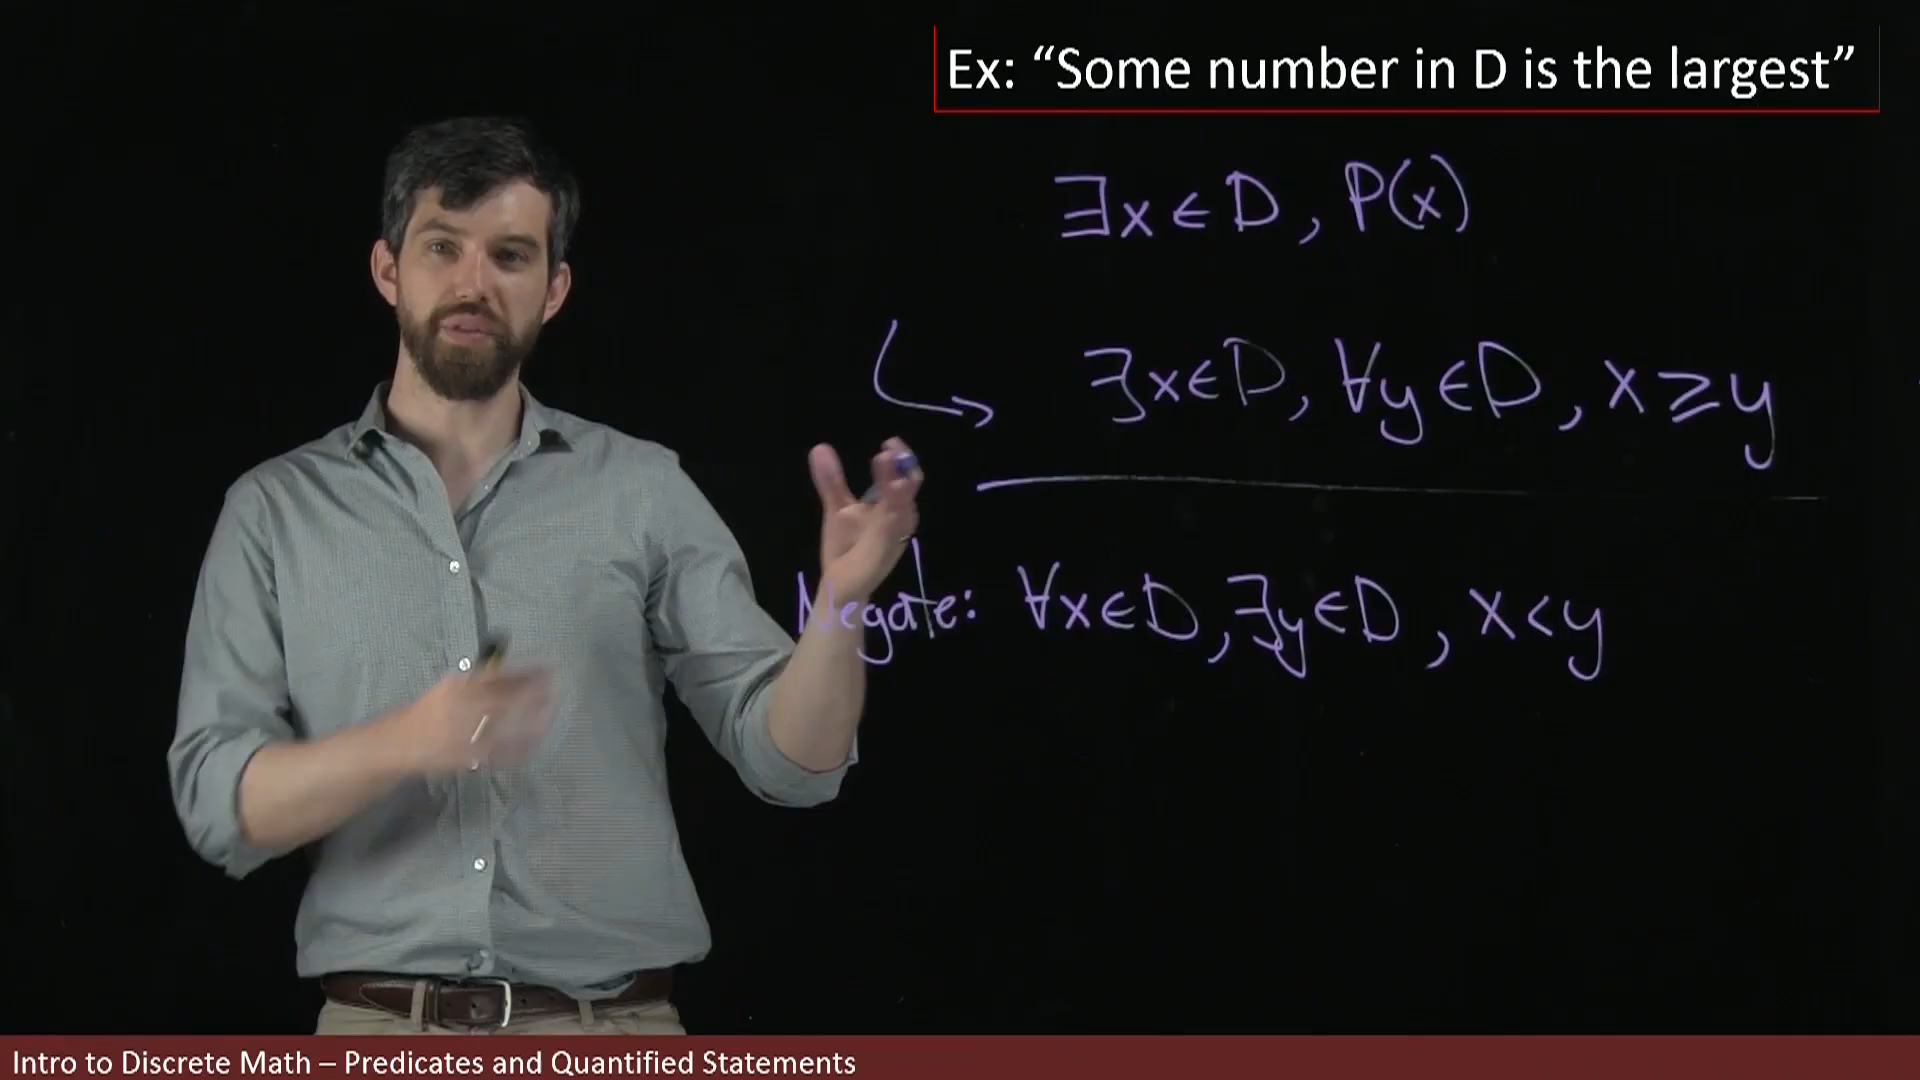 Ex: “Some number in D is the largest”
∃x∈D, P(x)
∃x∈D, ∀y∈D, x≥y
Negate: ∀x∈D, ∃y∈D, x<y
Intro to Discrete Math – Predicates and Quantified Statements